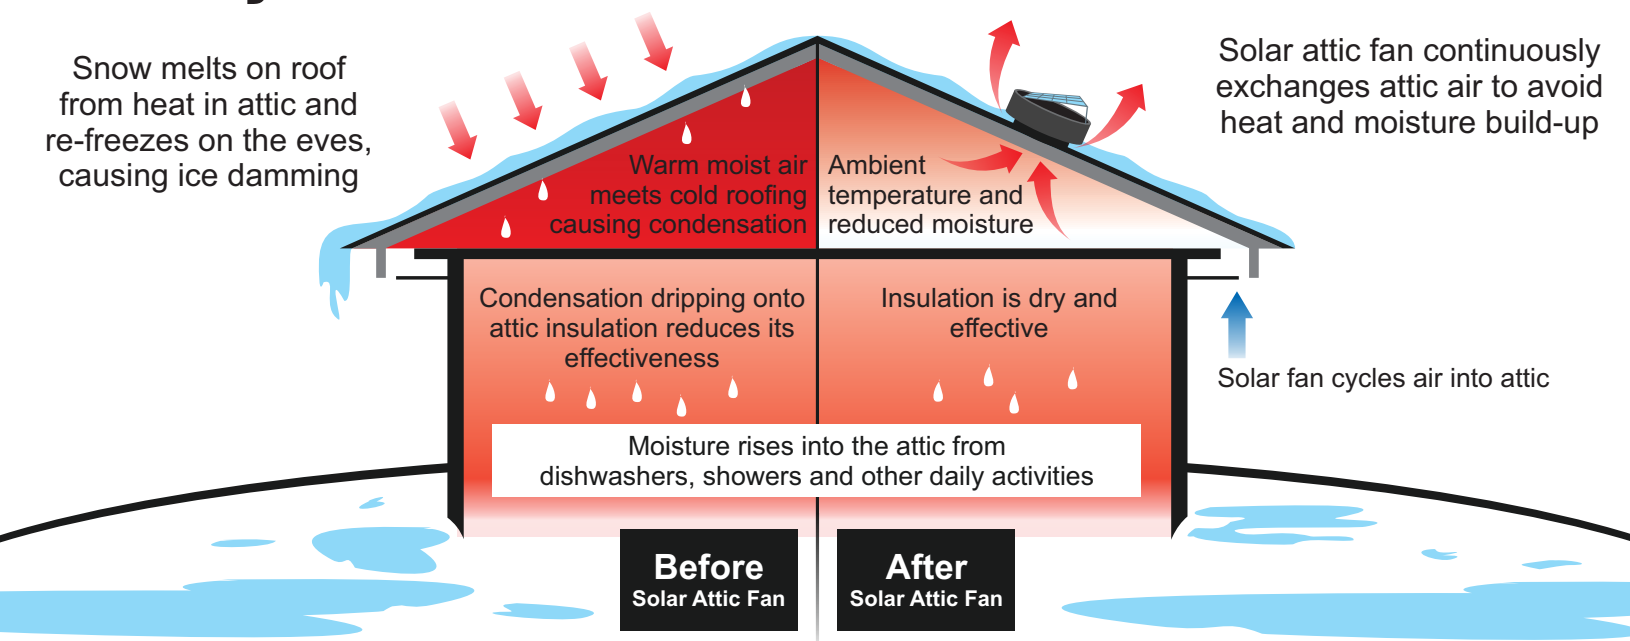 Snow melts on roof
from heat in attic and
re-freezes on the eves,
causing ice damming
Solar attic fan continuously
exchanges attic air to avoid
heat and moisture build-up
Warm moist air
meets cold roofing
causing condensation
Ambient
temperature and
reduced moisture
Condensation dripping onto
attic insulation reduces its
effectiveness
Insulation is dry and
effective
Solar fan cycles air into attic
Moisture rises into the attic from
dishwashers, showers and other daily activities
Before
Solar Attic Fan
After
Solar Attic Fan